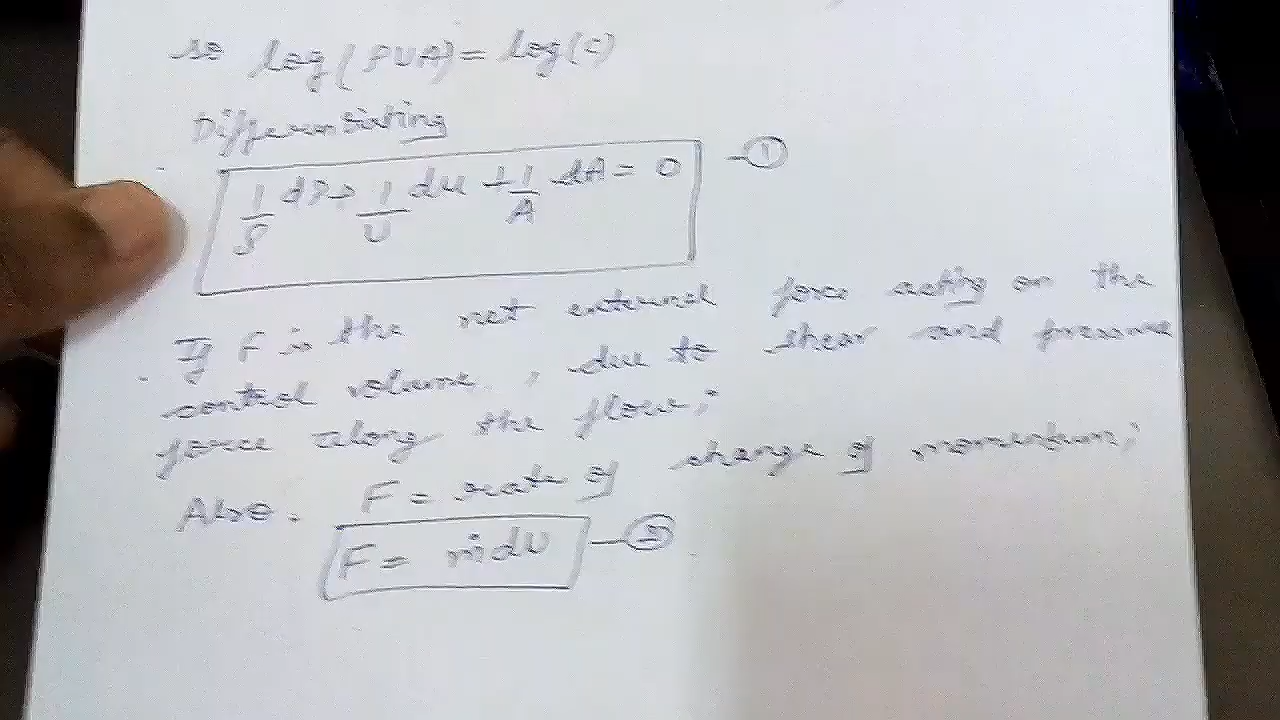 so log(ρUA) = log(C)
Differentiating
1/ρ dρ + 1/U du + 1/A dA = 0 —①
If F is the net external force acting on the
control volume, due to shear and pressure
force along the flow;
Also. F = rate of change of momentum;
F = ṁdU —②